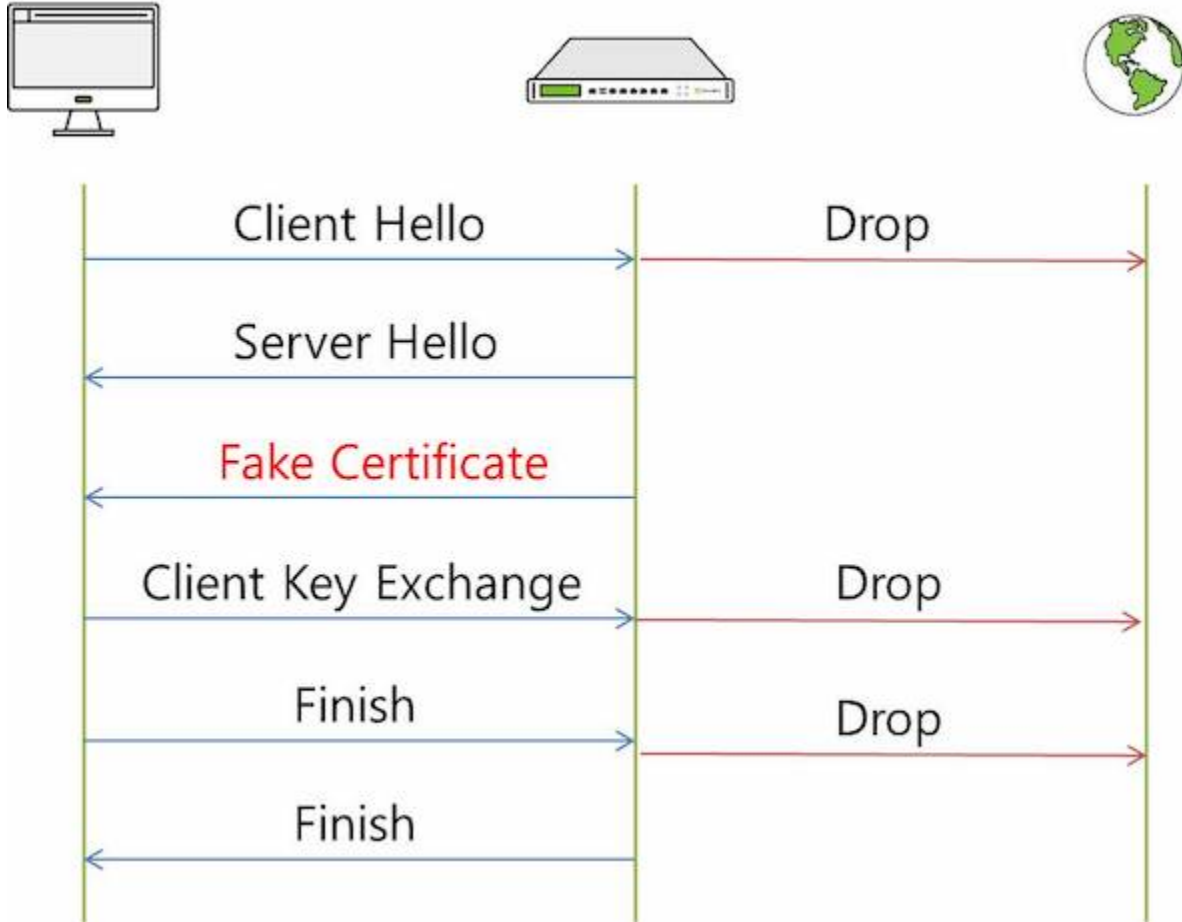 Client Hello
Drop
Server Hello
Fake Certificate
Client Key Exchange
Drop
Finish
Drop
Finish